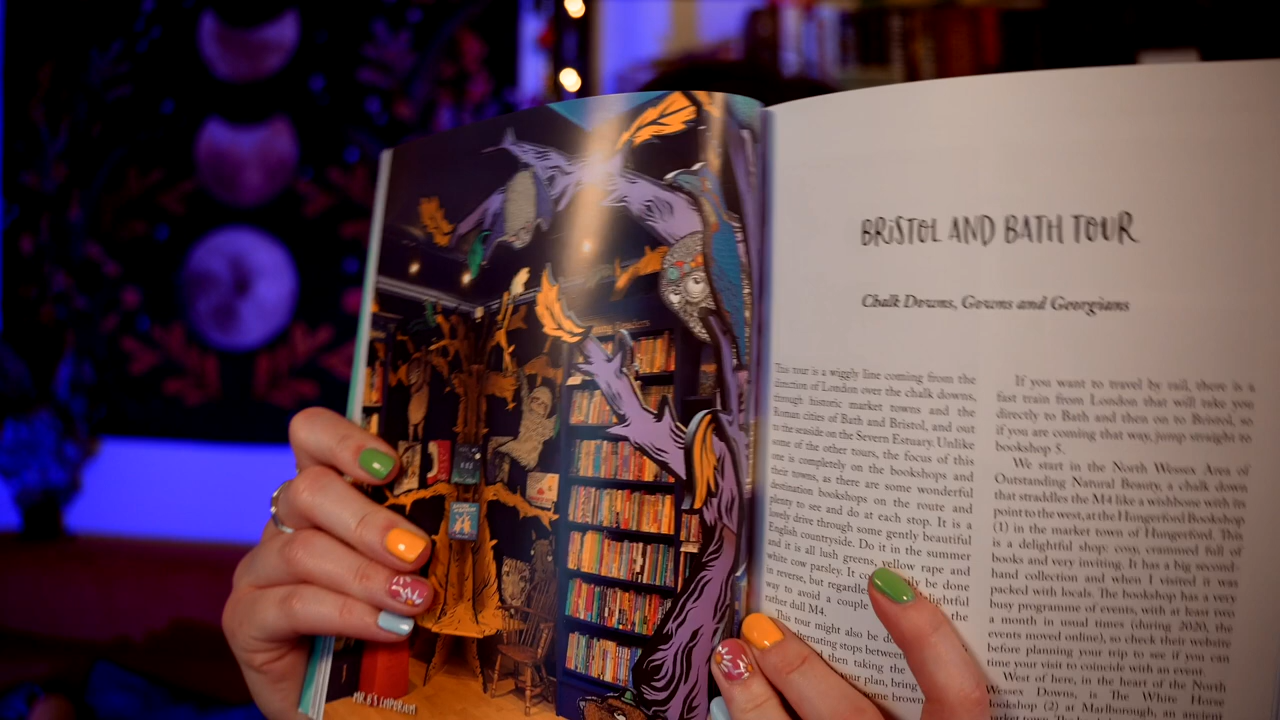 MR B'S EMPORIUM
BRISTOL AND BATH TOUR
Chalk Downs, Gowns and Georgians
This tour is a wiggly line coming from the
direction of London over the chalk downs,
through historic market towns and the
Roman cities of Bath and Bristol, and out
to the seaside on the Severn Estuary. Unlike
some of the other tours, the focus of this
one is completely on the bookshops and
their towns, as there are some wonderful
destination bookshops on the route and
plenty to see and do at each stop. It is a
lovely drive through some gently beautiful
English countryside. Do it in the summer
and it is all lush greens, yellow rape and
white cow parsley. It be done
in reverse, but regardless delightful
way to avoid a couple the
rather dull M4.
This tour might also be
alternating stops between
then taking the
your plan, bring
some brown
If you want to travel by rail, there is a
fast train from London that will take you
directly to Bath and then on to Bristol, so
if you are coming that way, jump straight to
bookshop 5.
We start in the North Wessex Area of
Outstanding Natural Beauty, a chalk down
that straddles the M4 like a wishbone with its
point to the west, at the Hungerford Bookshop
(1) in the market town of Hungerford. This
is a delightful shop: cosy, crammed full of
books and very inviting. It has a big second-
hand collection and when I visited it was
packed with locals. The bookshop has a very
busy programme of events, with at least two
a month in usual times (during 2020, the
events moved online), so check their website
before planning your trip to see if you can
time your visit to coincide with an event.
West of here, in the heart of the North
Wessex Downs, is The White Horse
Bookshop (2) at Marlborough, an ancient
market town.